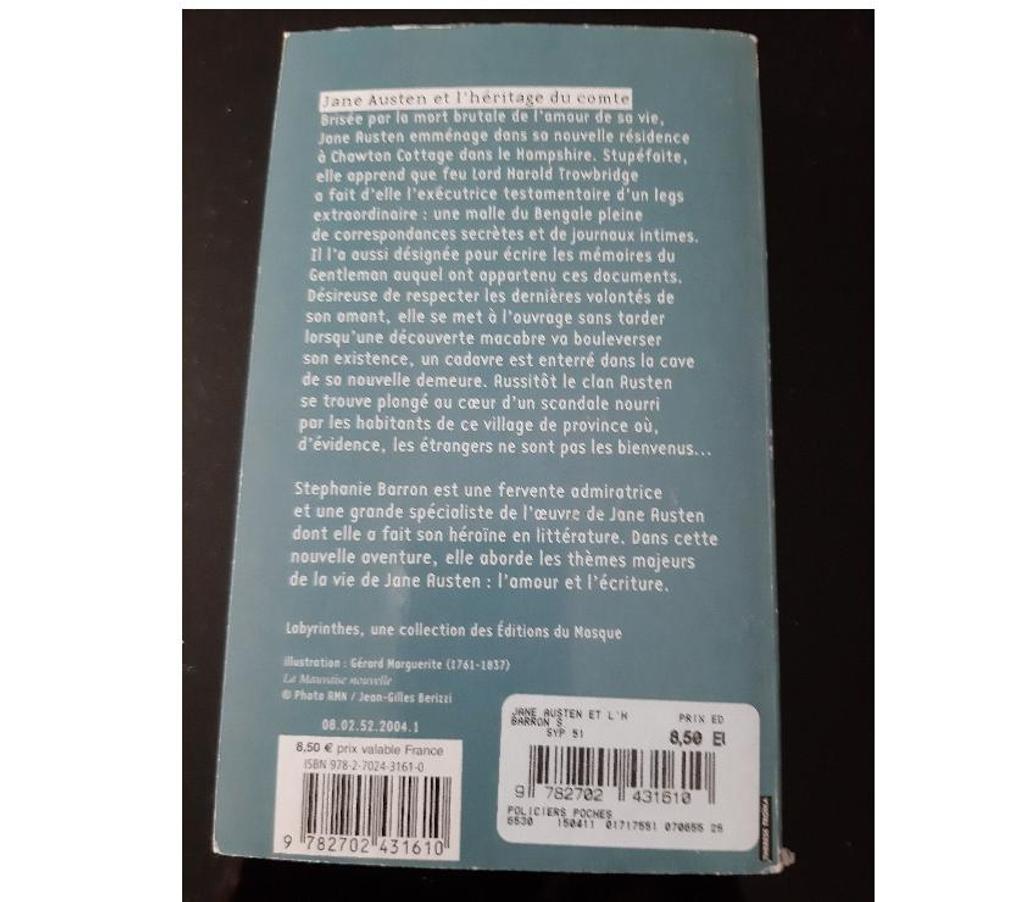 Jane Austen et l'héritage du comte
Brisée par la mort brutale de l'amour de sa vie,
Jane Austen emménage dans sa nouvelle résidence
à Chawton Cottage dans le Hampshire. Stupéfaite,
elle apprend que feu Lord Harold Trowbridge
a fait d'elle l'exécutrice testamentaire d'un legs
extraordinaire : une malle du Bengale pleine
de correspondances secrètes et de journaux intimes.
Il l'a aussi désignée pour écrire les mémoires du
Gentleman auquel ont appartenu ces documents.
Désireuse de respecter les dernières volontés de
son amant, elle se met à l'ouvrage sans tarder
lorsqu'une découverte macabre va bouleverser
son existence, un cadavre est enterré dans la cave
de sa nouvelle demeure. Aussitôt le clan Austen
se trouve plongé au cœur d'un scandale nourri
par les habitants de ce village de province où,
d'évidence, les étrangers ne sont pas les bienvenus...
Stephanie Barron est une fervente admiratrice
et une grande spécialiste de l'œuvre de Jane Austen
dont elle a fait son héroïne en littérature. Dans cette
nouvelle aventure, elle aborde les thèmes majeurs
de la vie de Jane Austen : l'amour et l'écriture.
Labyrinthes, une collection des Éditions du Masque
illustration : Gérard Marguerite (1761-1837)
La Mauvaise nouvelle
© Photo RMN / Jean-Gilles Berizzi
08.02.52.2004.1
8,50 € prix valable France
ISBN 978-2-7024-3161-0
9 782702 431610
JANE AUSTEN ET L'H PRIX ED
BARRON S
SYP 51 8,50 E
9 782702 431610
POLICIERS POCHES
6530 150411 01717551 070655 25